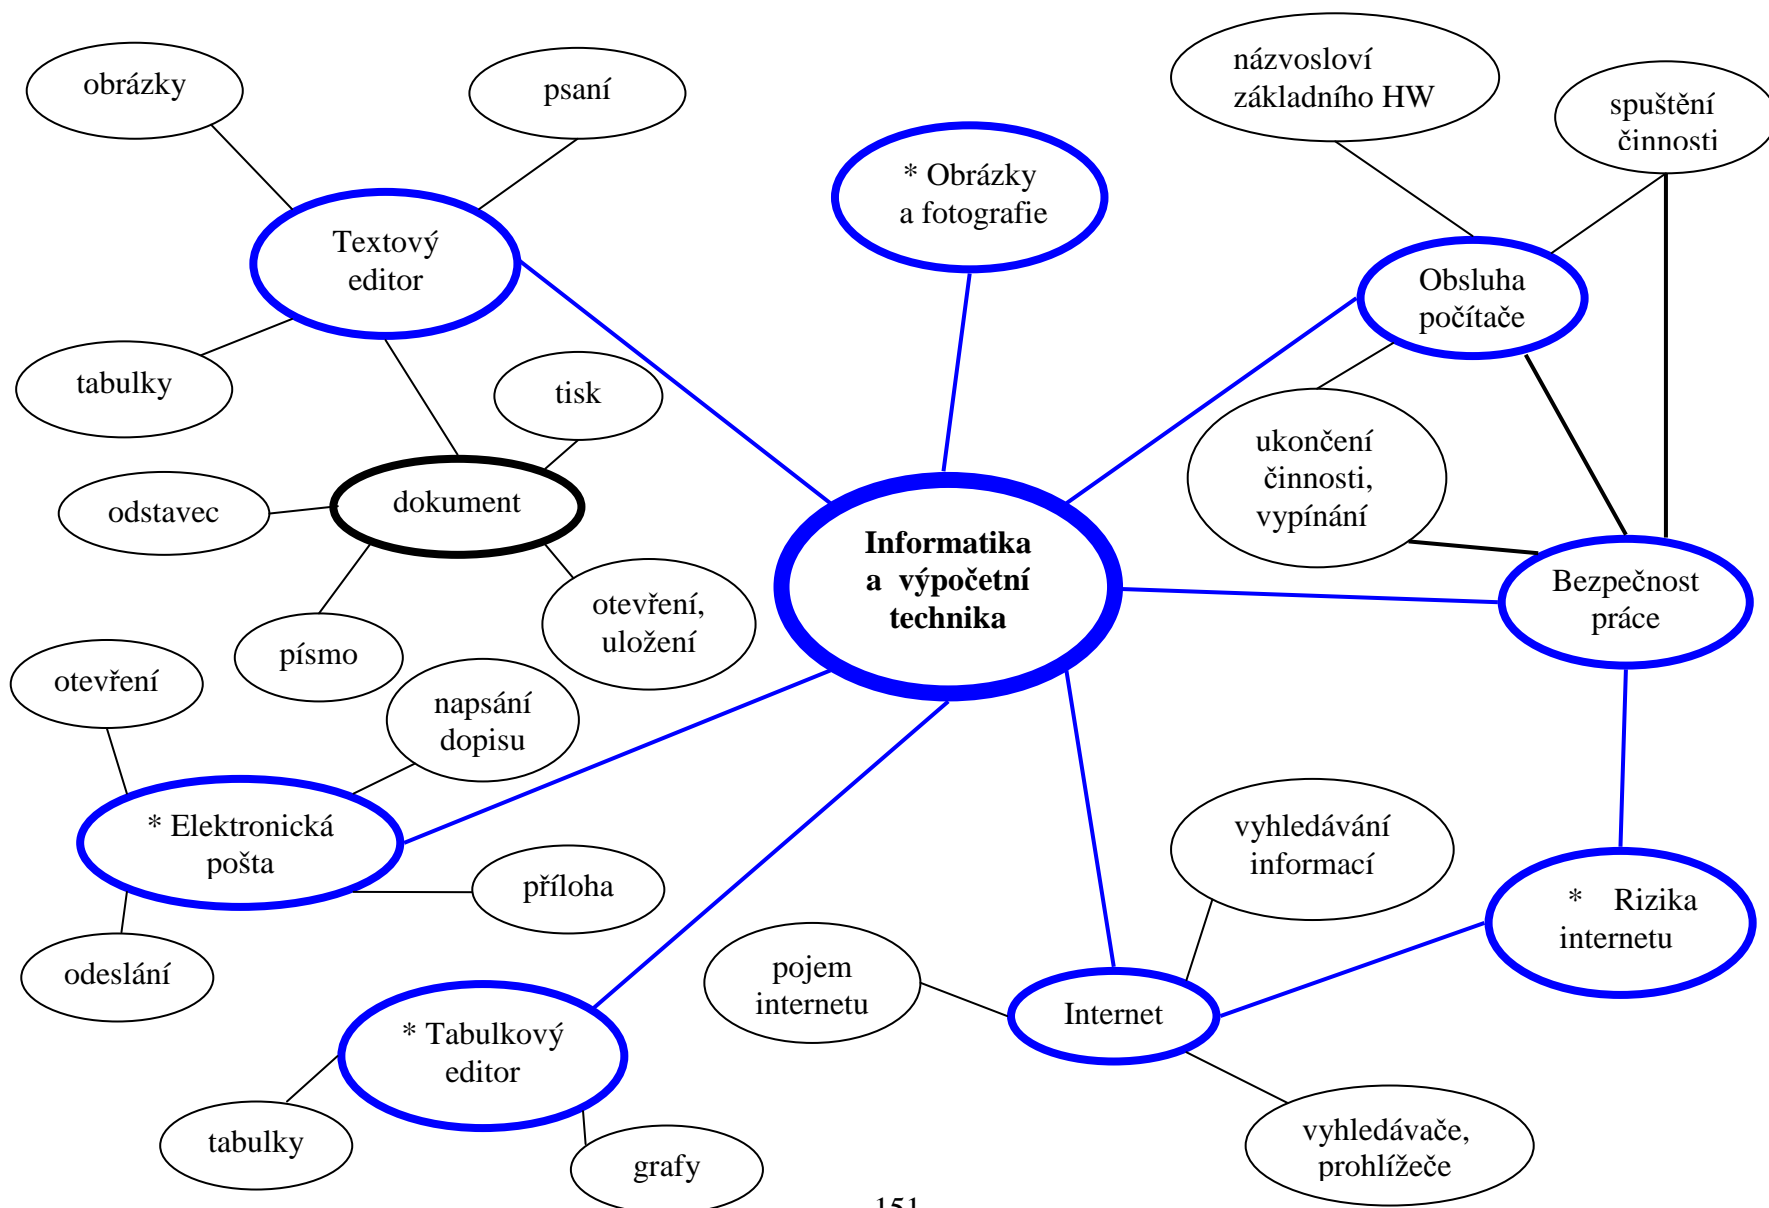 obrázky
psaní
názvosloví
základního HW
spuštění
činnosti
* Obrázky
a fotografie
Textový
editor
Obsluha
počítače
tabulky
tisk
ukončení
činnosti,
vypínání
odstavec
dokument
Informatika
a výpočetní
technika
Bezpečnost
práce
otevření,
uložení
písmo
otevření
napsání
dopisu
* Elektronická
pošta
vyhledávání
informací
příloha
* Rizika
internetu
odeslání
pojem
internetu
Internet
* Tabulkový
editor
tabulky
grafy
vyhledávače,
prohlížeče
151